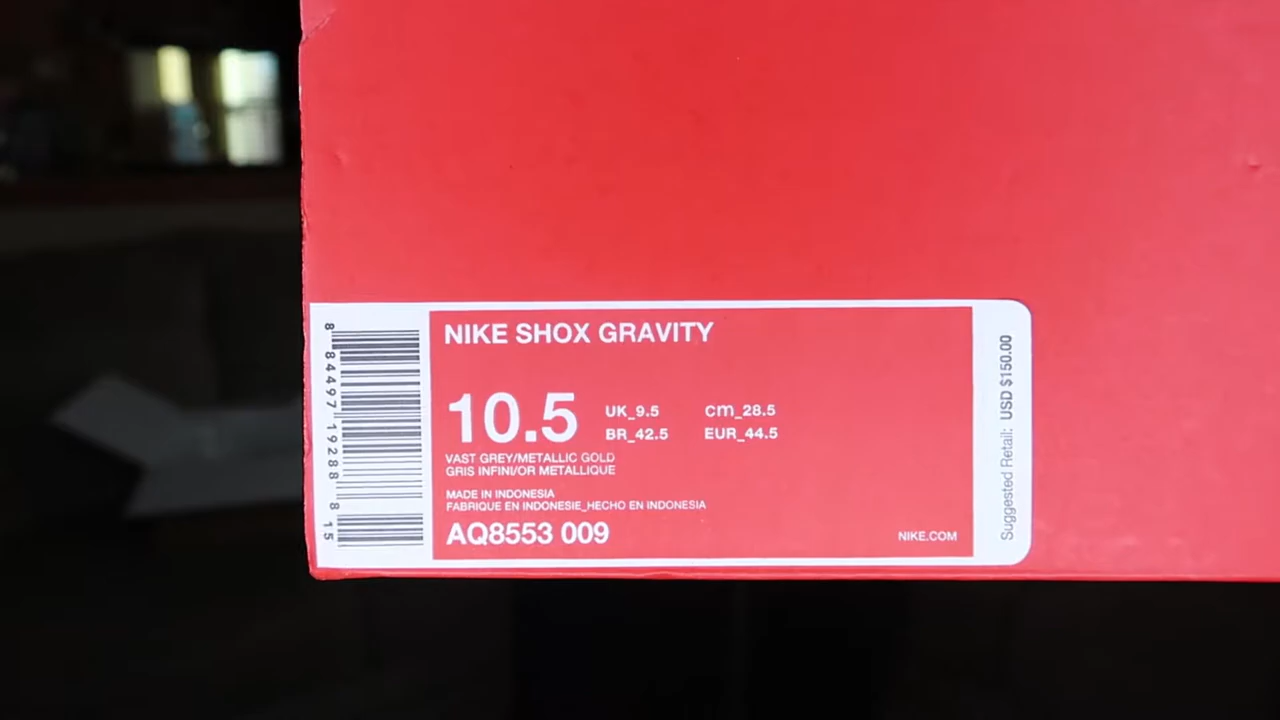 NIKE SHOX GRAVITY
10.5
UK_9.5 cm_28.5
BR_42.5 EUR_44.5
VAST GREY/METALLIC GOLD
GRIS INFINI/OR METALLIQUE
MADE IN INDONESIA
FABRIQUE EN INDONESIE_HECHO EN INDONESIA
AQ8553 009
NIKE.COM
8 84497 19288 8 15
Suggested Retail: USD $150.00